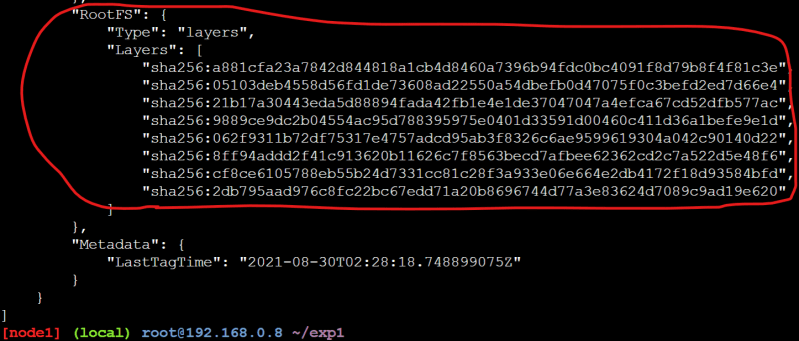 },
"RootFS": {
"Type": "layers",
"Layers": [
"sha256:a881cfa23a7842d844818a1cb4d8460a7396b94fdc0bc4091f8d79b8f4f81c3e",
"sha256:05103deb4558d56fd1de73608ad22550a54dbefb0d47075f0c3befd2ed7d66e4",
"sha256:21b17a30443eda5d88894fada42fb1e4e1de37047047a4efca67cd52dfb577ac",
"sha256:9889ce9dc2b04554ac95d788395975e0401d33591d00460c411d36a1befe9e1d",
"sha256:062f9311b72df75317e4757adcd95ab3f8326c6ae9599619304a042c90140d22",
"sha256:8ff94addd2f41c913620b11626c7f8563becd7afbee62362cd2c7a522d5e48f6",
"sha256:cf8ce6105788eb55b24d7331cc81c28f3a933e06e664e2db4172f18d93584bfd",
"sha256:2db795aad976c8fc22bc67edd71a20b8696744d77a3e83624d7089c9ad19e620"
]
},
"Metadata": {
"LastTagTime": "2021-08-30T02:28:18.748899075Z"
}
}
]
[node1] (local) root@192.168.0.8 ~/exp1